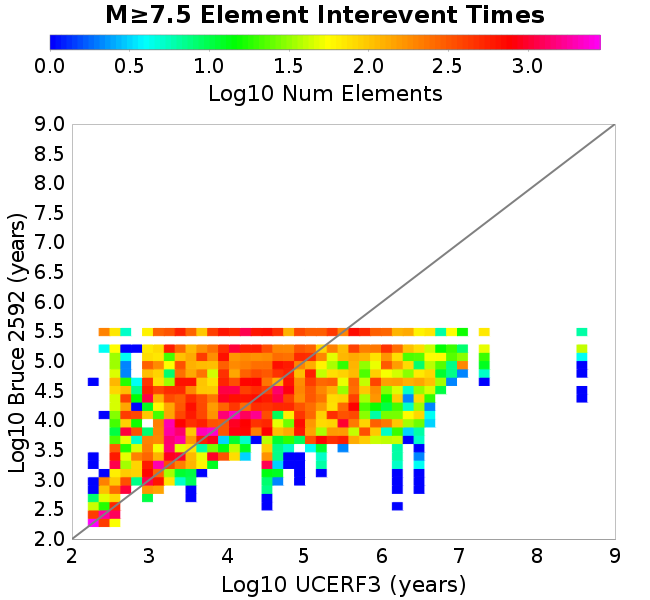 M≥7.5 Element Interevent Times
0.0 0.5 1.0 1.5 2.0 2.5 3.0
Log10 Num Elements
9.0
8.5
8.0
7.5
7.0
6.5
6.0
5.5
5.0
4.5
4.0
3.5
3.0
2.5
2.0
Log10 Bruce 2592 (years)
2 3 4 5 6 7 8 9
Log10 UCERF3 (years)